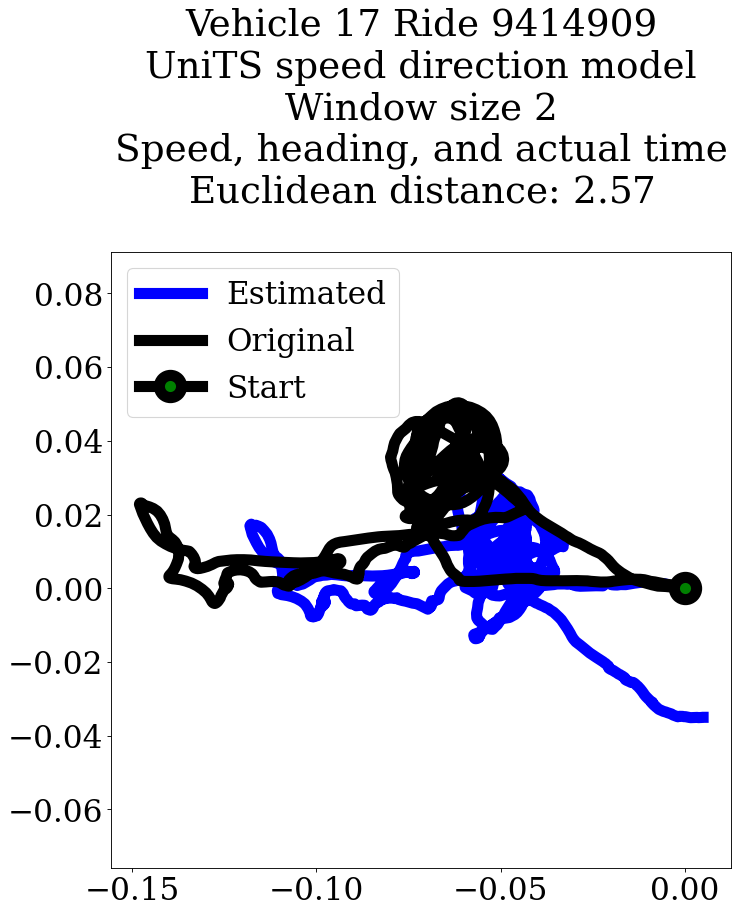 Vehicle 17 Ride 9414909
UniTS speed direction model
Window size 2
Speed, heading, and actual time
Euclidean distance: 2.57
Estimated
Original
Start
0.08
0.06
0.04
0.02
0.00
−0.02
−0.04
−0.06
−0.15
−0.10
−0.05
0.00